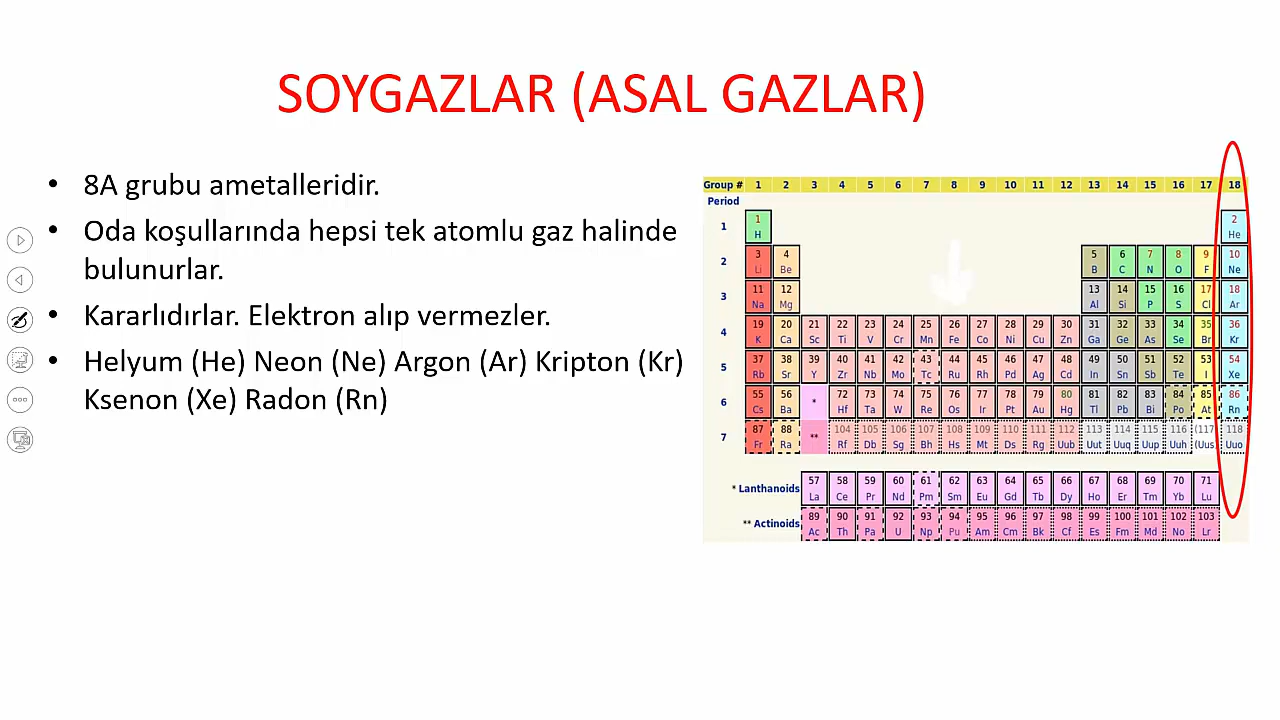 SOYGAZLAR (ASAL GAZLAR)
• 8A grubu ametalleridir.
• Oda koşullarında hepsi tek atomlu gaz halinde
bulunurlar.
• Kararlıdırlar. Elektron alıp vermezler.
• Helyum (He) Neon (Ne) Argon (Ar) Kripton (Kr)
Ksenon (Xe) Radon (Rn)
Group # 1 2 3 4 5 6 7 8 9 10 11 12 13 14 15 16 17 18
Period
1 2
1 H He
3 4 5 6 7 8 9 10
2 Li Be B C N O F Ne
11 12 13 14 15 16 17 18
3 Na Mg Al Si P S Cl Ar
19 20 21 22 23 24 25 26 27 28 29 30 31 32 33 34 35 36
4 K Ca Sc Ti V Cr Mn Fe Co Ni Cu Zn Ga Ge As Se Br Kr
37 38 39 40 41 42 43 44 45 46 47 48 49 50 51 52 53 54
5 Rb Sr Y Zr Nb Mo Tc Ru Rh Pd Ag Cd In Sn Sb Te I Xe
55 56 * 72 73 74 75 76 77 78 79 80 81 82 83 84 85 86
6 Cs Ba Hf Ta W Re Os Ir Pt Au Hg Tl Pb Bi Po At Rn
87 88 ** 104 105 106 107 108 109 110 111 112 113 114 115 116 (117) 118
7 Fr Ra Rf Db Sg Bh Hs Mt Ds Rg Uub Uut Uuq Uup Uuh (Uus) Uuo
57 58 59 60 61 62 63 64 65 66 67 68 69 70 71
* Lanthanoids La Ce Pr Nd Pm Sm Eu Gd Tb Dy Ho Er Tm Yb Lu
89 90 91 92 93 94 95 96 97 98 99 100 101 102 103
** Actinoids Ac Th Pa U Np Pu Am Cm Bk Cf Es Fm Md No Lr